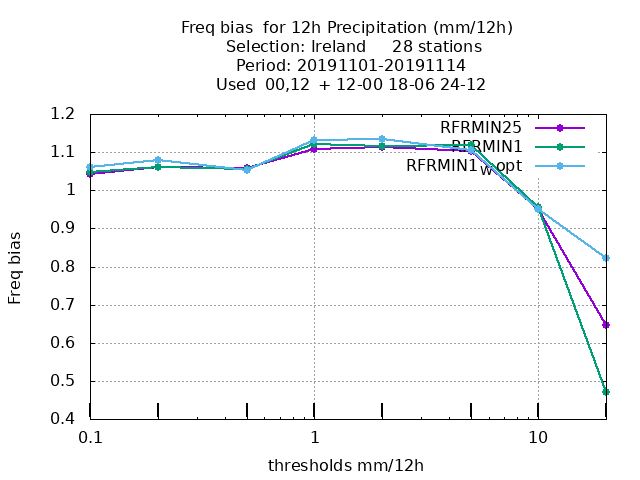 Freq bias  for 12h Precipitation (mm/12h)
Selection: Ireland     28 stations
Period: 20191101-20191114
Used  00,12  + 12-00 18-06 24-12
RFRMIN25
RFRMIN1
RFRMIN1wopt
1.2
1.1
1
0.9
0.8
0.7
0.6
0.5
0.4
Freq bias
0.1
1
10
thresholds mm/12h